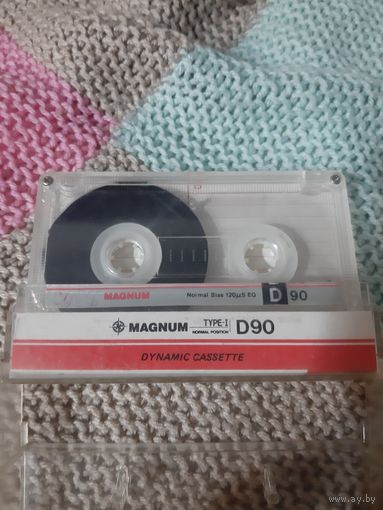 MAGNUM Normal Bias 120µS EQ D 90
MAGNUM TYPE-I NORMAL POSITION D90
DYNAMIC CASSETTE
www.ay.by